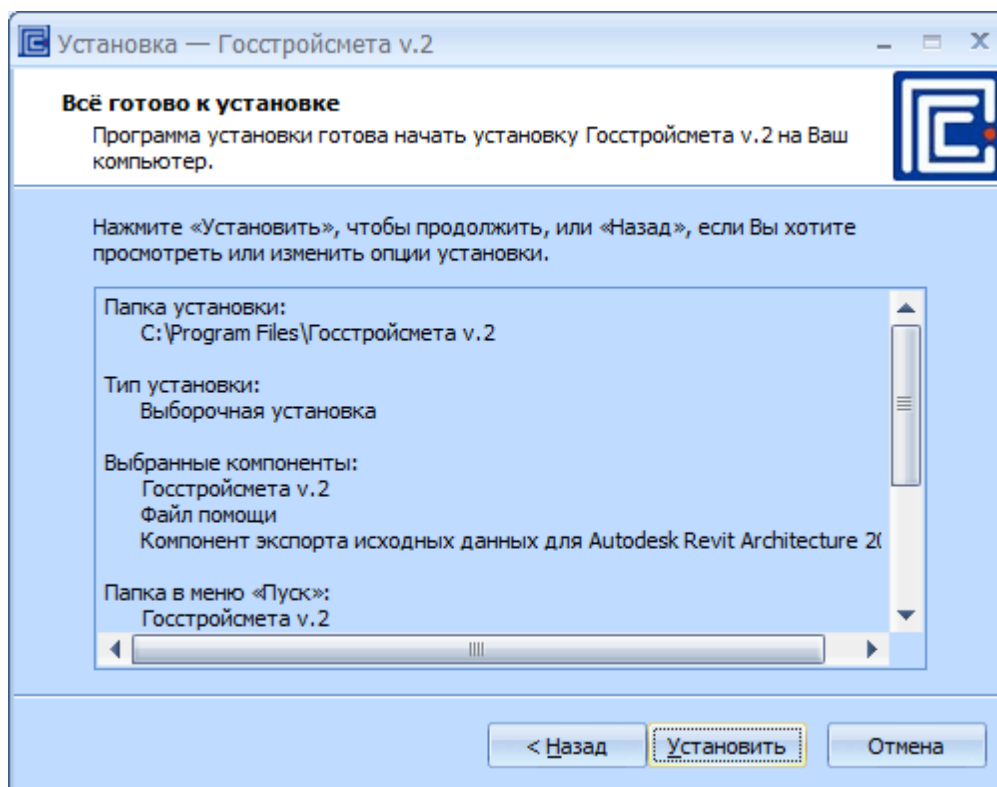 Установка — Госстройсмета v.2
Всё готово к установке
Программа установки готова начать установку Госстройсмета v.2 на Ваш
компьютер.
Нажмите «Установить», чтобы продолжить, или «Назад», если Вы хотите
просмотреть или изменить опции установки.
Папка установки:
C:\Program Files\Госстройсмета v.2
Тип установки:
Выборочная установка
Выбранные компоненты:
Госстройсмета v.2
Файл помощи
Компонент экспорта исходных данных для Autodesk Revit Architecture 20
Папка в меню «Пуск»:
Госстройсмета v.2
< Назад Установить Отмена